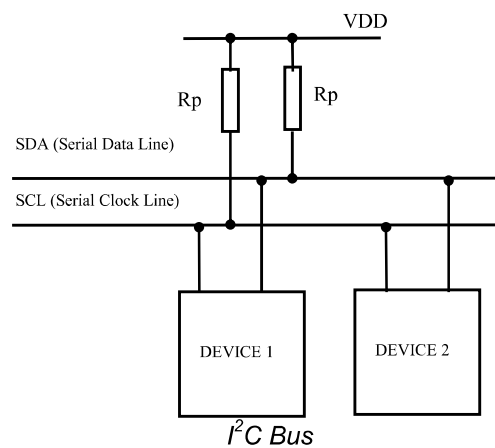 VDD
Rp
Rp
SDA (Serial Data Line)
SCL (Serial Clock Line)
DEVICE 1
DEVICE 2
I²C Bus